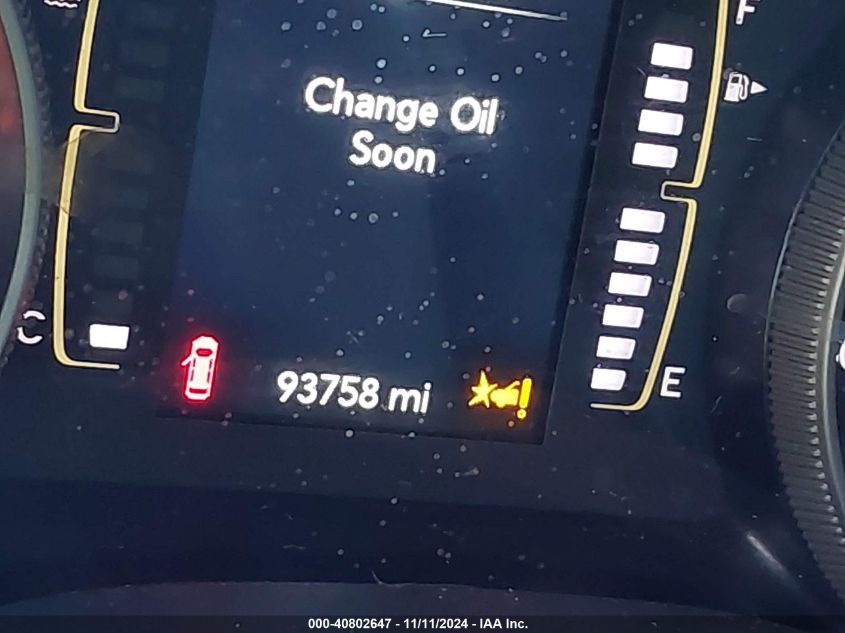 F
Change Oil
Soon
C
93758 mi
E
000-40802647 - 11/11/2024 - IAA Inc.